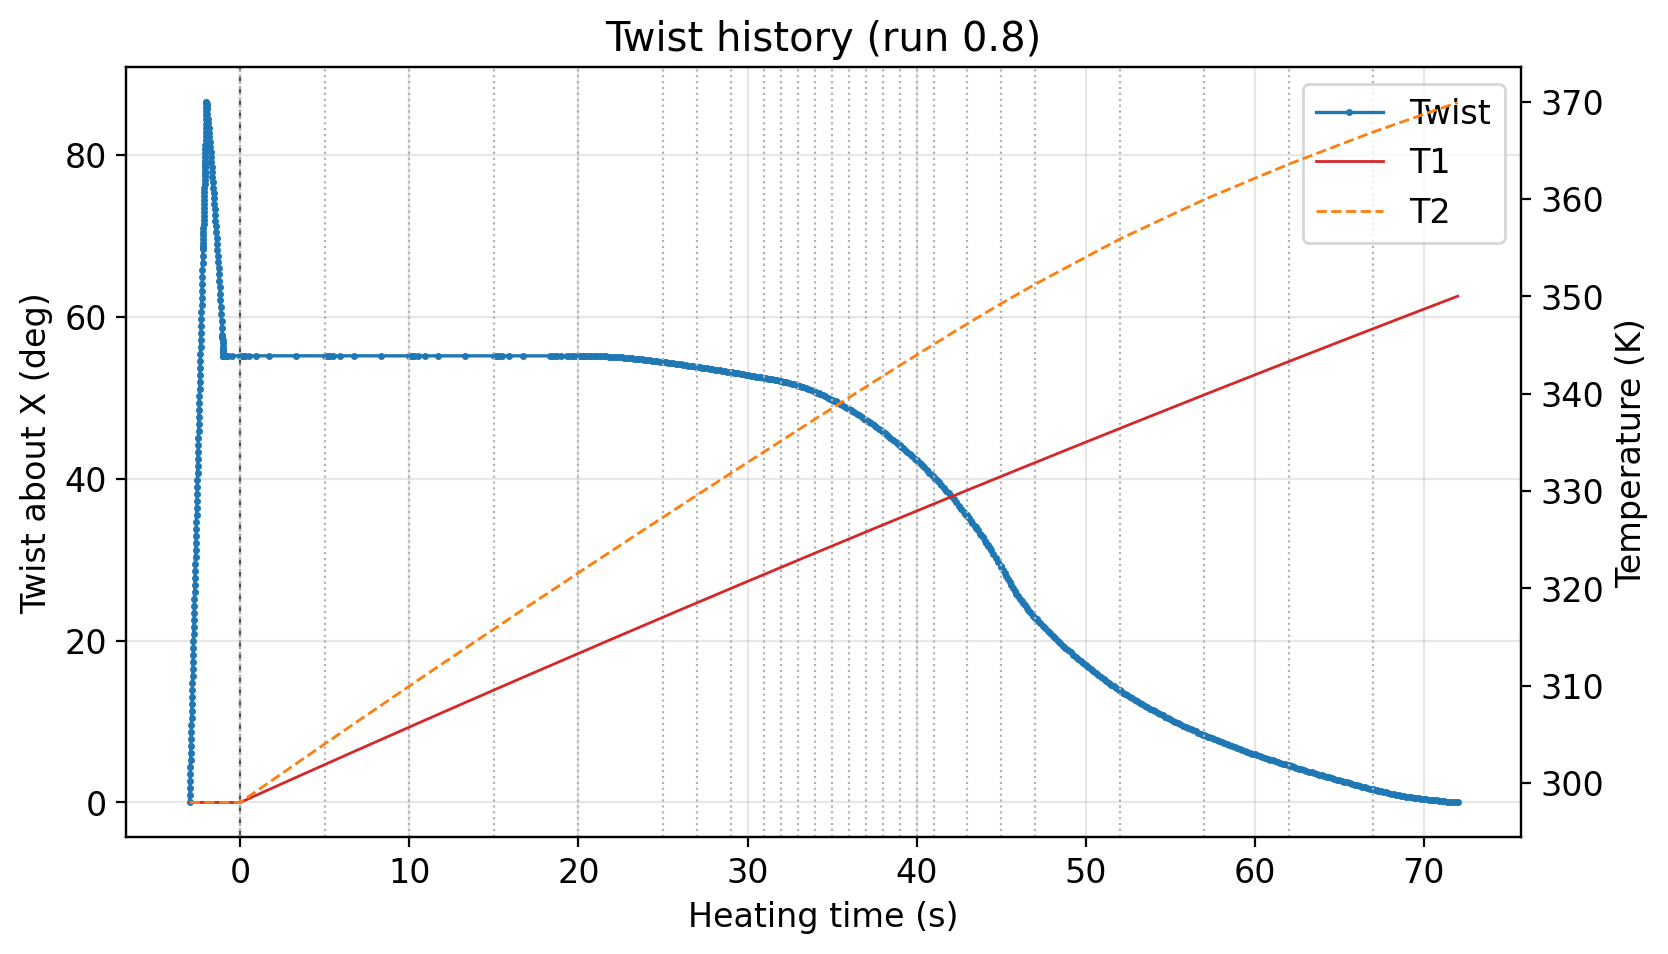 Twist history (run 0.8)
Twist
T1
T2
Twist about X (deg)
80
60
40
20
0
370
360
350
340
330
320
310
300
Temperature (K)
0 10 20 30 40 50 60 70
Heating time (s)